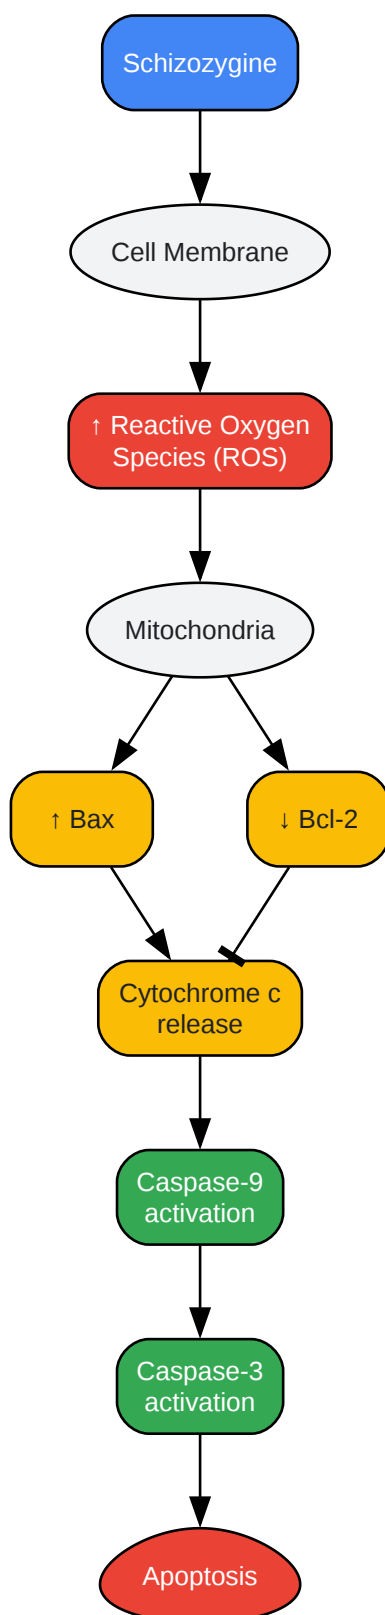 Schizozygine
Cell Membrane
↑ Reactive Oxygen
Species (ROS)
Mitochondria
↑ Bax
↓ Bcl-2
Cytochrome c
release
Caspase-9
activation
Caspase-3
activation
Apoptosis